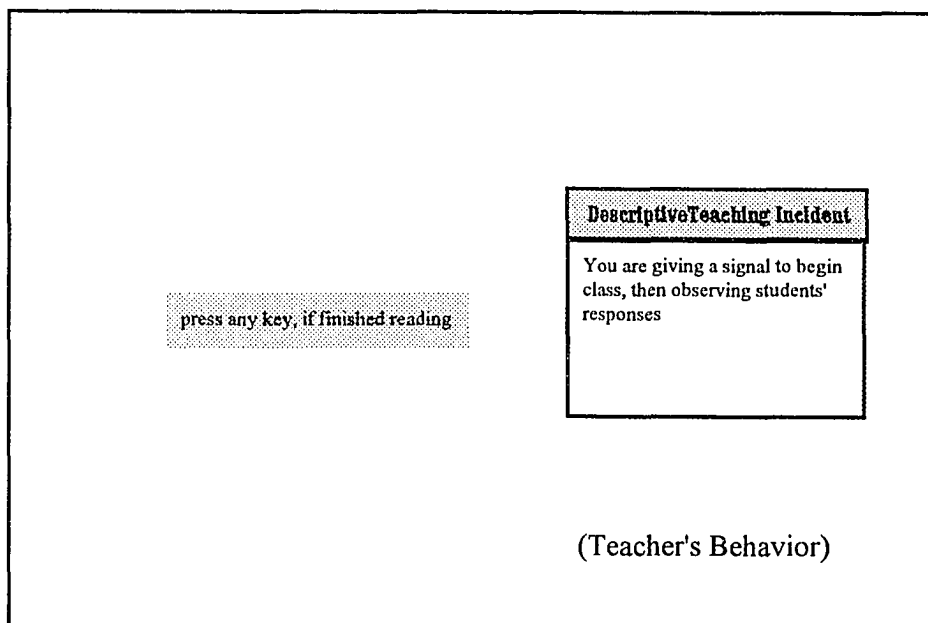 DescriptiveTeaching Incident
You are giving a signal to begin
class, then observing students'
responses
press any key, if finished reading
(Teacher's Behavior)